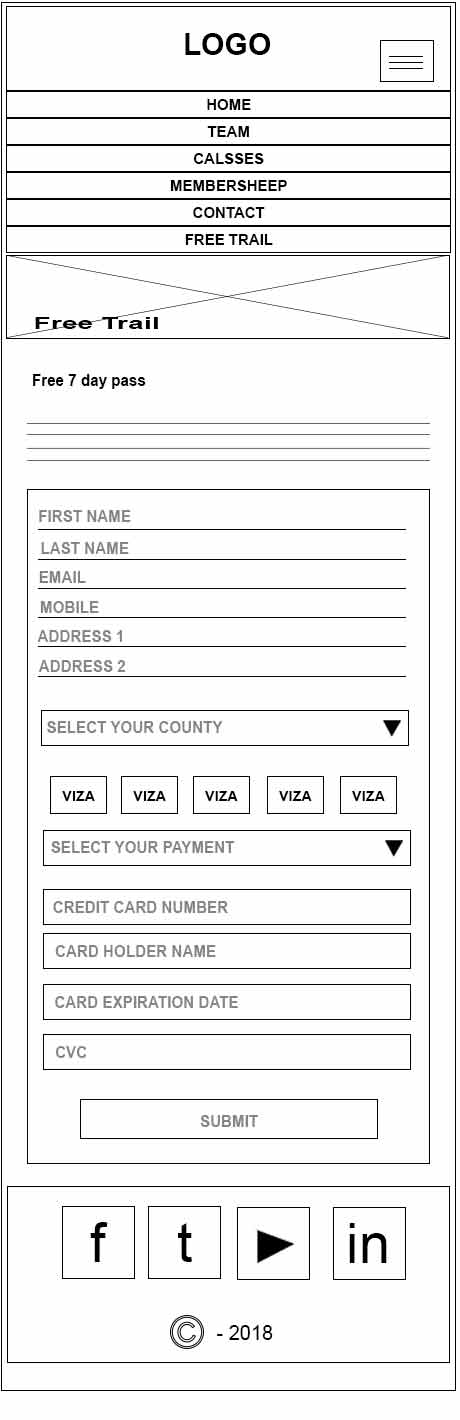 LOGO
HOME
TEAM
CALSSES
MEMBERSHEEP
CONTACT
FREE TRAIL
Free Trail
Free 7 day pass
FIRST NAME
LAST NAME
EMAIL
MOBILE
ADDRESS 1
ADDRESS 2
SELECT YOUR COUNTY
VIZA VIZA VIZA VIZA VIZA
SELECT YOUR PAYMENT
CREDIT CARD NUMBER
CARD HOLDER NAME
CARD EXPIRATION DATE
CVC
SUBMIT
f t in
© - 2018